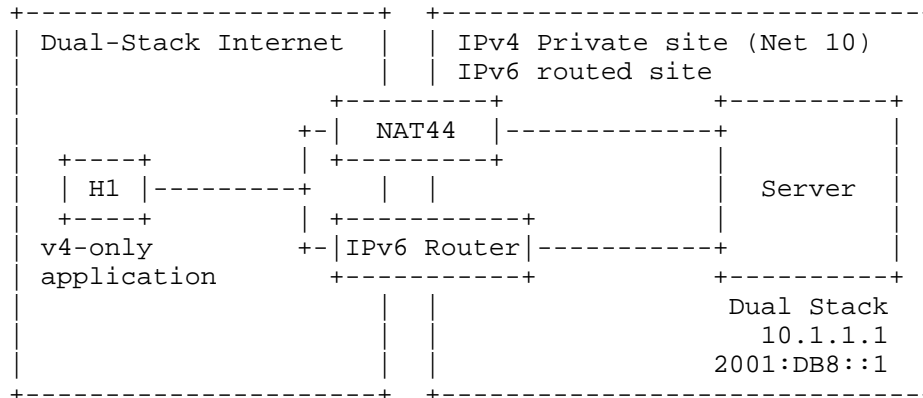 Dual-Stack Internet IPv4 Private site (Net 10)
IPv6 routed site
NAT44
H1 Server
v4-only IPv6 Router
application
Dual Stack
10.1.1.1
2001:DB8::1